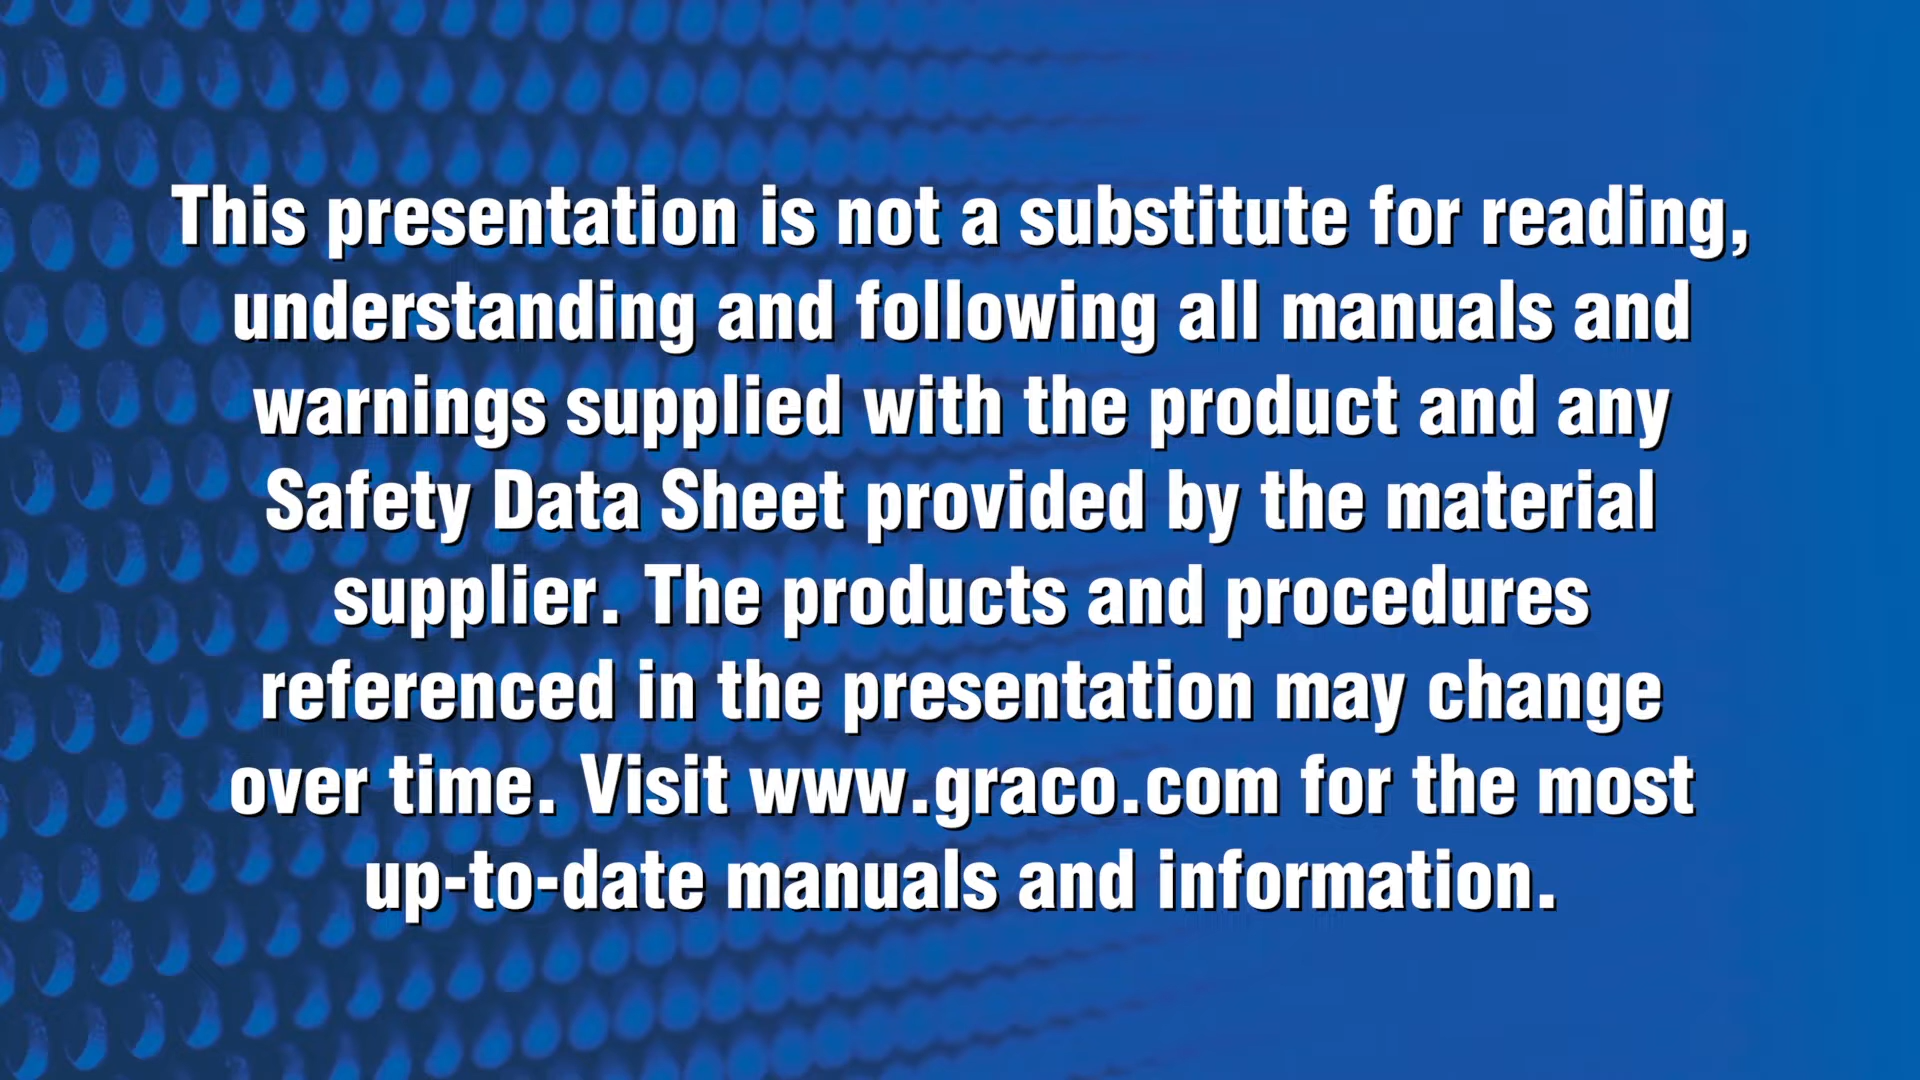 This presentation is not a substitute for reading,
understanding and following all manuals and
warnings supplied with the product and any
Safety Data Sheet provided by the material
supplier. The products and procedures
referenced in the presentation may change
over time. Visit www.graco.com for the most
up-to-date manuals and information.